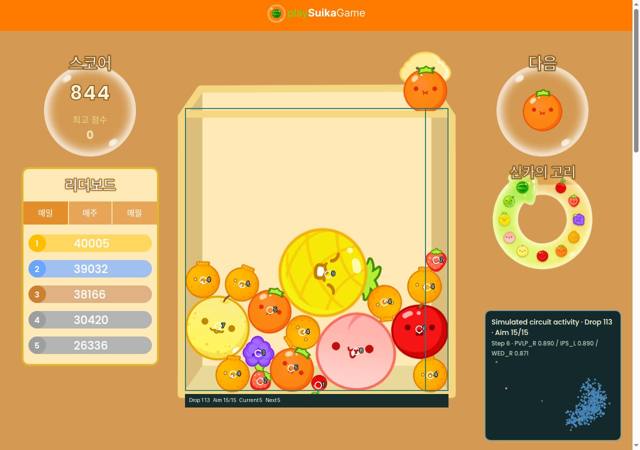 playSuikaGame
스코어
844
최고 점수
0
리더보드
매일
매주
매월
1 40005
2 39032
3 38166
4 30420
5 26336
다음
신카의 고리
Simulated circuit activity · Drop 113
· Aim 15/15
Step 6 · PVLP_R 0.890 / IPS_L 0.890 /
WED_R 0.871
Drop 113 Aim 15/15 Current 5 Next 5